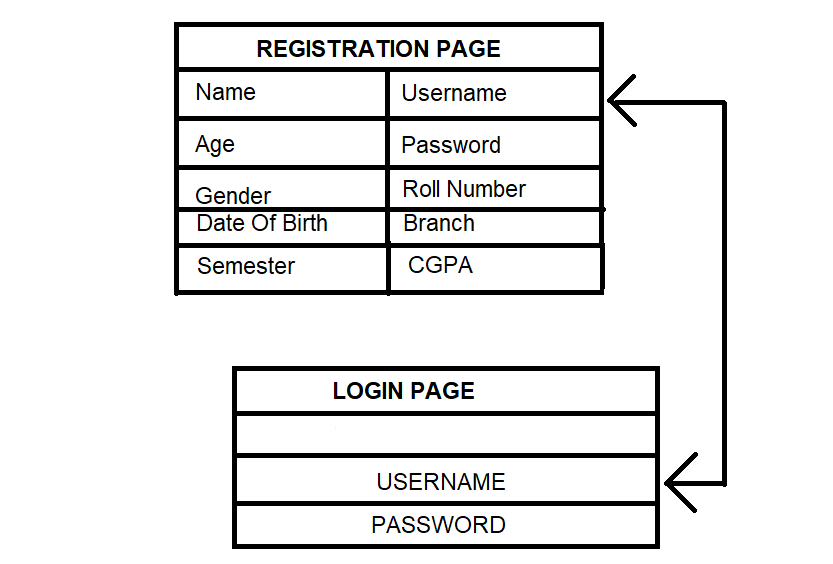 REGISTRATION PAGE
Name Username
Age Password
Gender Roll Number
Date Of Birth Branch
Semester CGPA
LOGIN PAGE
USERNAME
PASSWORD